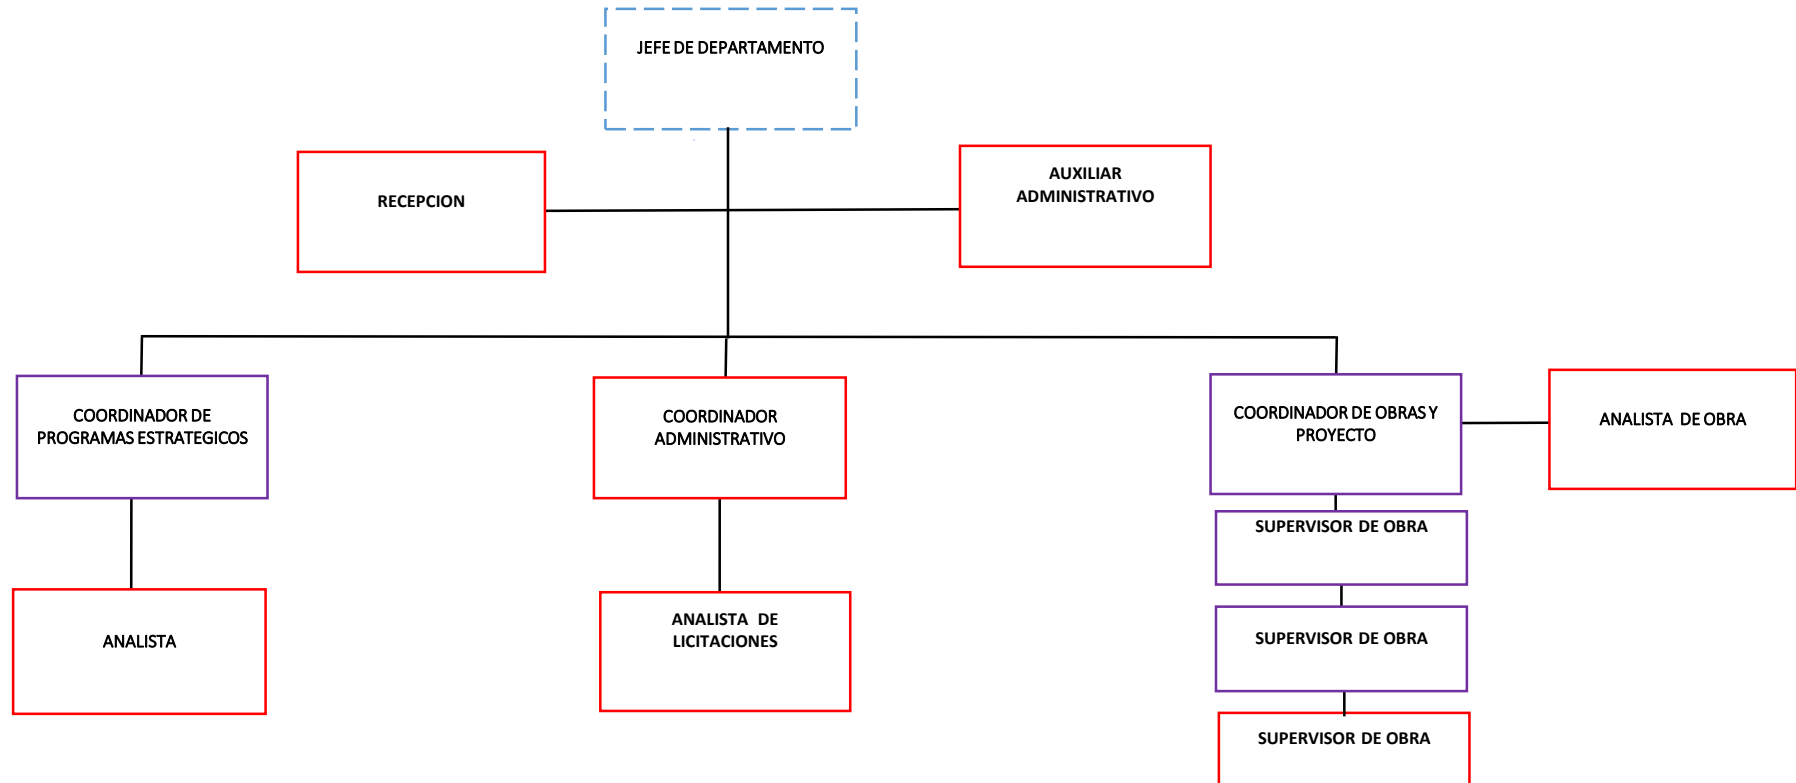 JEFE DE DEPARTAMENTO
RECEPCION
AUXILIAR
ADMINISTRATIVO
COORDINADOR DE
PROGRAMAS ESTRATEGICOS
COORDINADOR
ADMINISTRATIVO
COORDINADOR DE OBRAS Y
PROYECTO
ANALISTA DE OBRA
SUPERVISOR DE OBRA
ANALISTA
ANALISTA DE
LICITACIONES
SUPERVISOR DE OBRA
SUPERVISOR DE OBRA